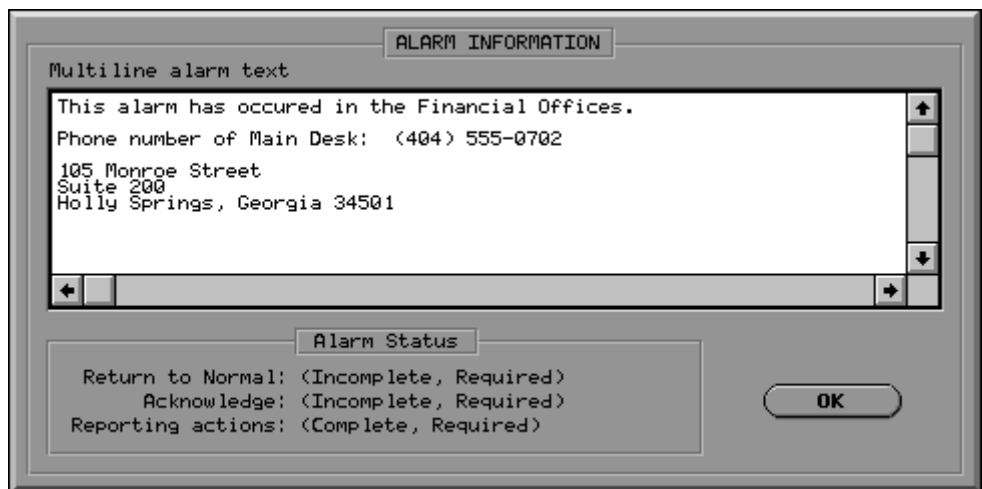 ALARM INFORMATION
Multiline alarm text
This alarm has occured in the Financial Offices.
Phone number of Main Desk: (404) 555-0702
105 Monroe Street
Suite 200
Holly Springs, Georgia 34501
Alarm Status
Return to Normal: (Incomplete, Required)
Acknowledge: (Incomplete, Required)
Reporting actions: (Complete, Required)
OK